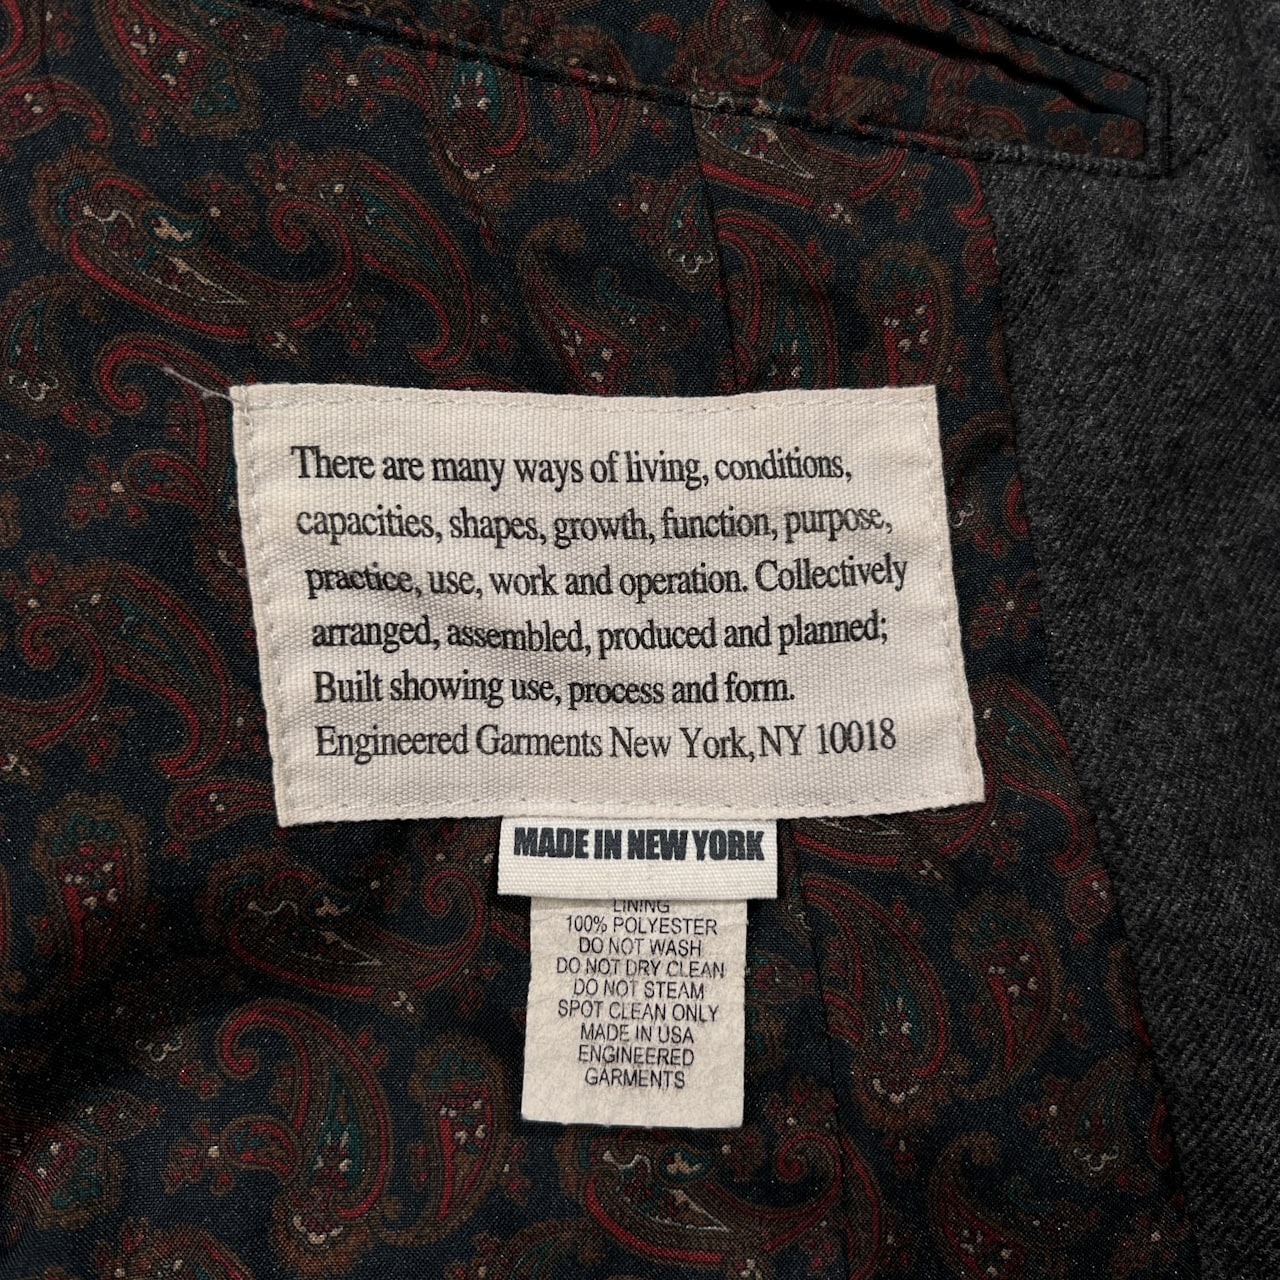 There are many ways of living, conditions,
capacities, shapes, growth, function, purpose,
practice, use, work and operation. Collectively
arranged, assembled, produced and planned;
Built showing use, process and form.
Engineered Garments New York, NY 10018
MADE IN NEW YORK
LINING
100% POLYESTER
DO NOT WASH
DO NOT DRY CLEAN
DO NOT STEAM
SPOT CLEAN ONLY
MADE IN USA
ENGINEERED
GARMENTS